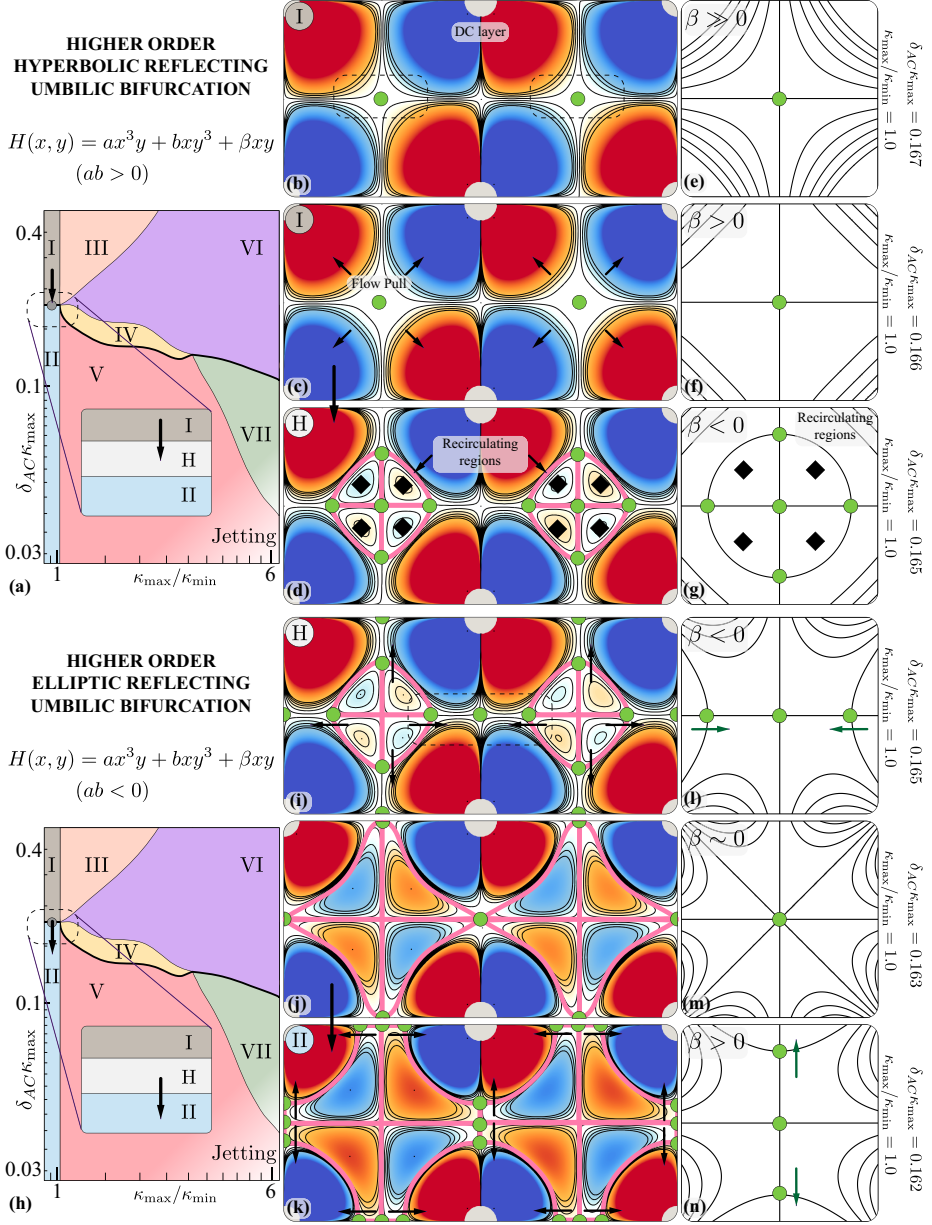 HIGHER ORDER
HYPERBOLIC REFLECTING
UMBILIC BIFURCATION
H(x, y) = ax³y + bxy³ + βxy
(ab > 0)
0.4
I
III
VI
IV
II
V
0.1
VII
I
H
II
Jetting
0.03
1
6
δ_AC κ_max
κ_max/κ_min
(a)
I
DC layer
(b)
β ≫ 0
(e)
δ_AC κ_max = 0.167
κ_max/κ_min = 1.0
I
Flow Pull
(c)
β > 0
(f)
δ_AC κ_max = 0.166
κ_max/κ_min = 1.0
H
Recirculating
regions
(d)
β < 0
Recirculating
regions
(g)
δ_AC κ_max = 0.165
κ_max/κ_min = 1.0
HIGHER ORDER
ELLIPTIC REFLECTING
UMBILIC BIFURCATION
H(x, y) = ax³y + bxy³ + βxy
(ab < 0)
0.4
I
III
VI
IV
II
V
0.1
VII
I
H
II
Jetting
0.03
1
6
δ_AC κ_max
κ_max/κ_min
(h)
H
(i)
β < 0
(l)
δ_AC κ_max = 0.165
κ_max/κ_min = 1.0
(j)
β ∼ 0
(m)
δ_AC κ_max = 0.163
κ_max/κ_min = 1.0
II
(k)
β > 0
(n)
δ_AC κ_max = 0.162
κ_max/κ_min = 1.0